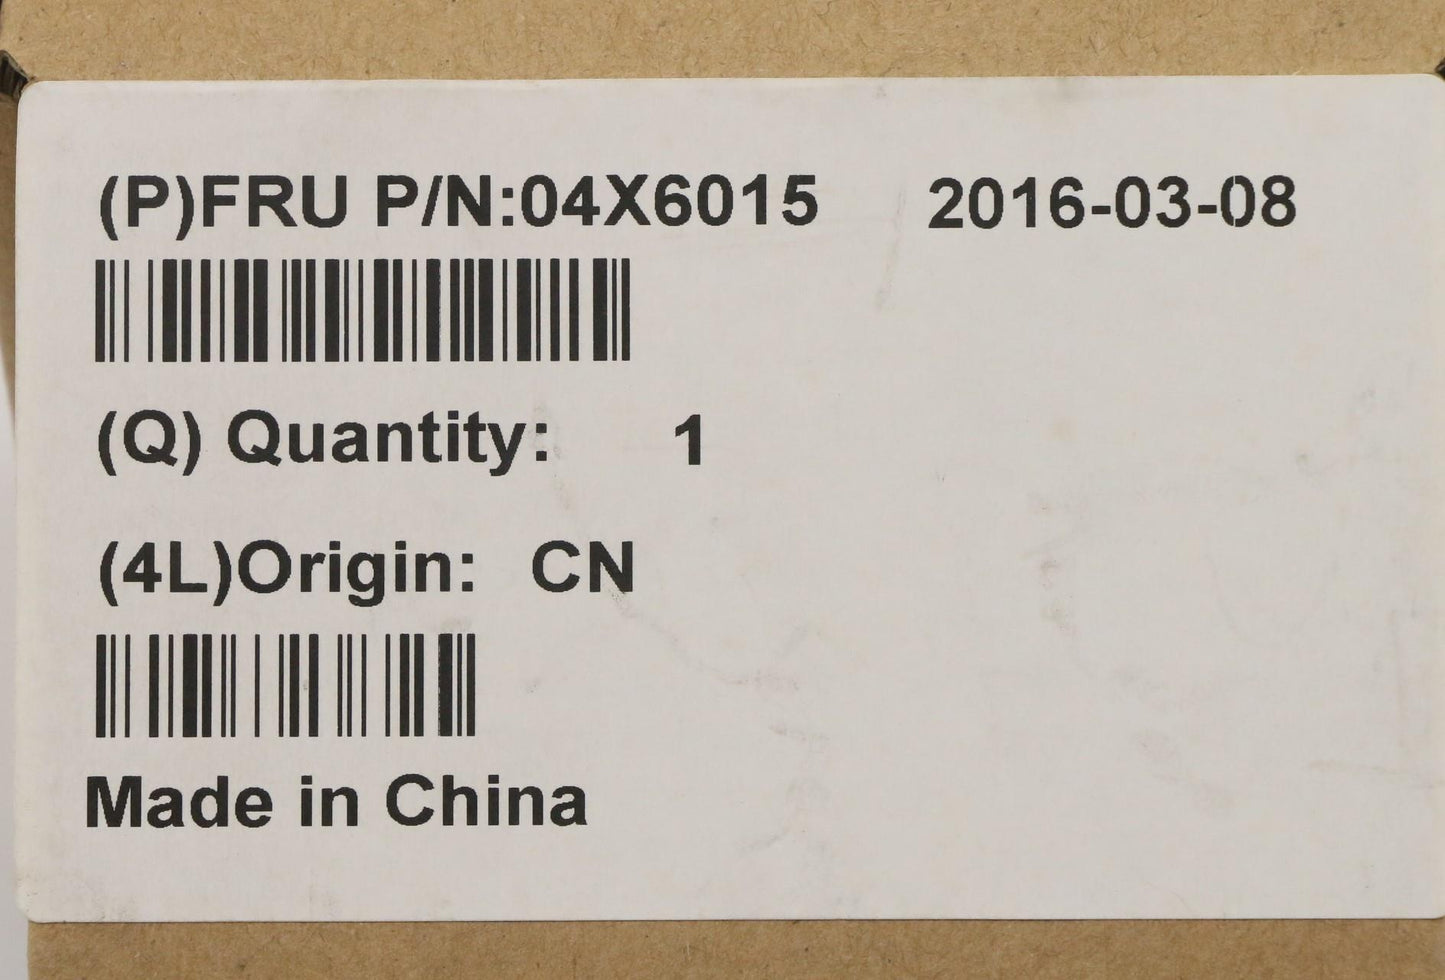 (P)FRU P/N:04X6015 2016-03-08
(Q) Quantity: 1
(4L)Origin: CN
Made in China